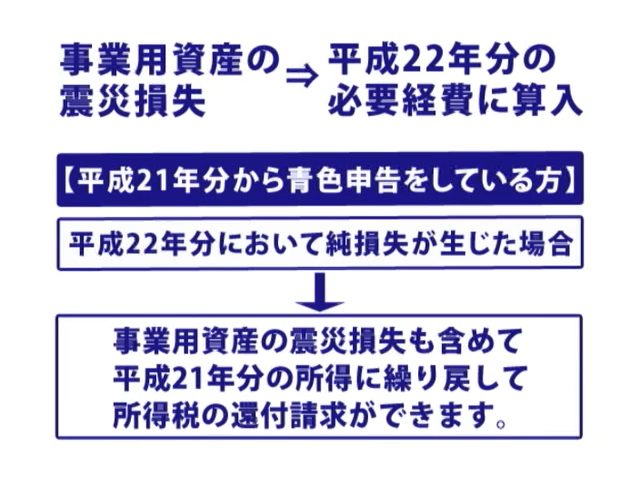 事業用資産の
震災損失
⇒
平成22年分の
必要経費に算入
【平成21年分から青色申告をしている方】
平成22年分において純損失が生じた場合
事業用資産の震災損失も含めて
平成21年分の所得に繰り戻して
所得税の還付請求ができます。